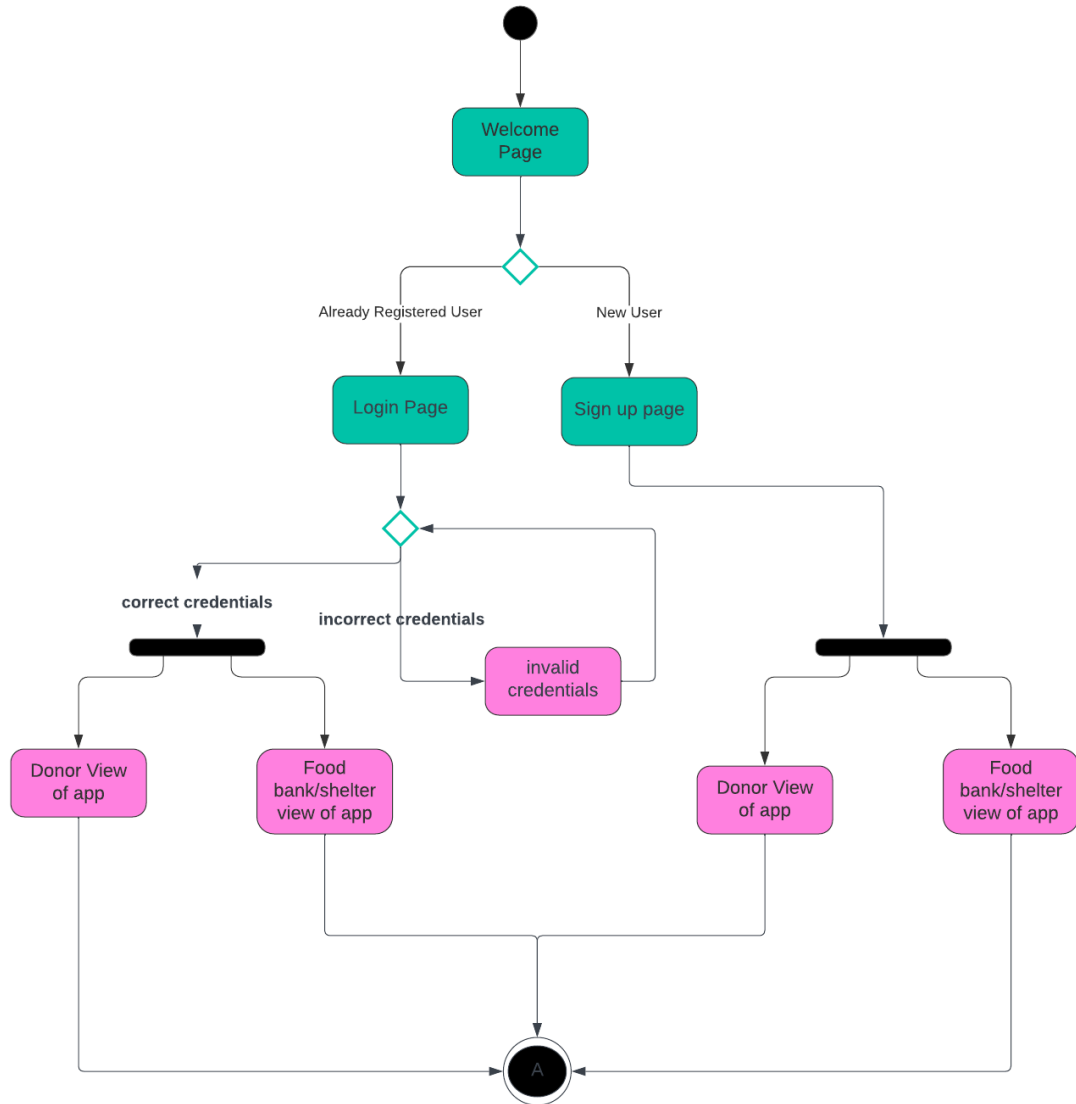 Welcome
Page
Already Registered User
New User
Login Page
Sign up page
correct credentials
incorrect credentials
invalid
credentials
Donor View
of app
Food
bank/shelter
view of app
Donor View
of app
Food
bank/shelter
view of app
A